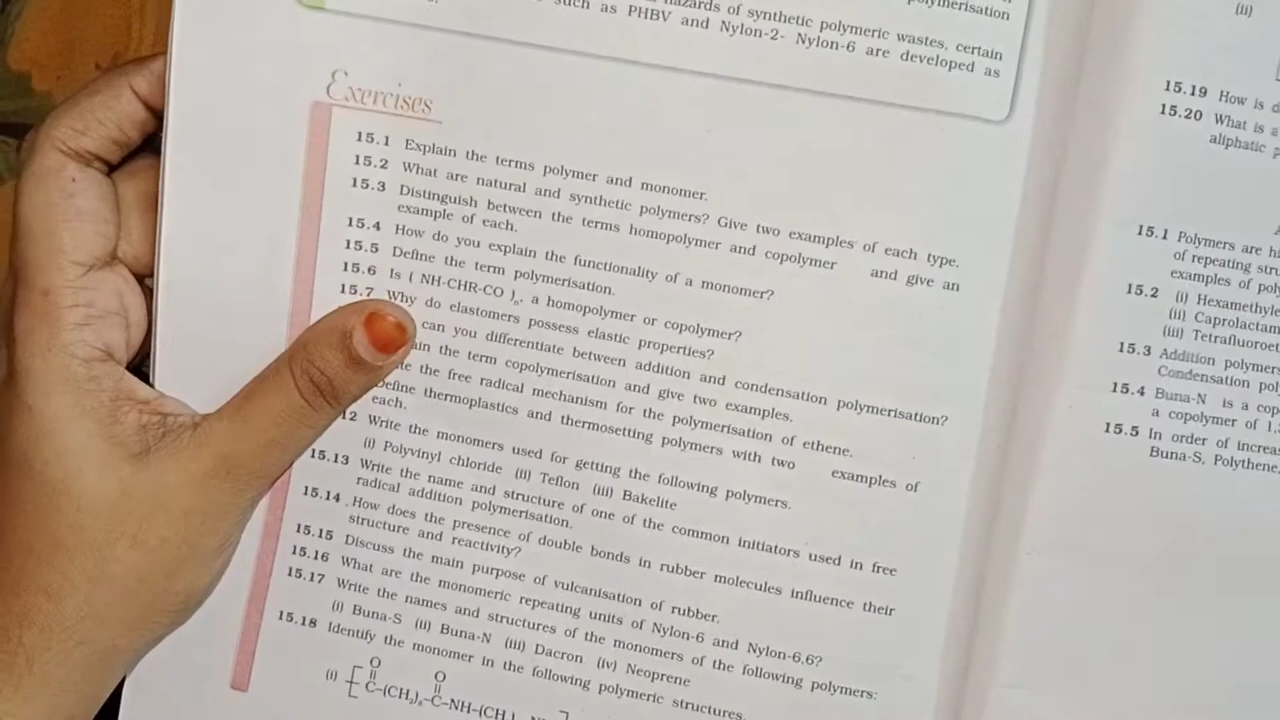 polymerisation
hazards of synthetic polymeric wastes, certain
such as PHBV and Nylon-2- Nylon-6 are developed as
Exercises
15.1 Explain the terms polymer and monomer.
15.2 What are natural and synthetic polymers? Give two examples of each type.
15.3 Distinguish between the terms homopolymer and copolymer and give an
example of each.
15.4 How do you explain the functionality of a monomer?
15.5 Define the term polymerisation.
15.6 Is ( NH-CHR-CO )n, a homopolymer or copolymer?
15.7 Why do elastomers possess elastic properties?
can you differentiate between addition and condensation polymerisation?
the term copolymerisation and give two examples.
the free radical mechanism for the polymerisation of ethene.
Define thermoplastics and thermosetting polymers with two examples of
each.
12 Write the monomers used for getting the following polymers.
(i) Polyvinyl chloride (ii) Teflon (iii) Bakelite
15.13 Write the name and structure of one of the common initiators used in free
radical addition polymerisation.
15.14 How does the presence of double bonds in rubber molecules influence their
structure and reactivity?
15.15 Discuss the main purpose of vulcanisation of rubber.
15.16 What are the monomeric repeating units of Nylon-6 and Nylon-6,6?
15.17 Write the names and structures of the monomers of the following polymers:
(i) Buna-S (ii) Buna-N (iii) Dacron (iv) Neoprene
15.18 Identify the monomer in the following polymeric structures.
O O
(i)
(ii)
15.19 How is
15.20 What is a
aliphatic
15.1 Polymers are
of repeating
examples of
15.2 (i)
(ii)
(iii)
15.3 Addition polymers
Condensation
15.4 Buna-N is a
a copolymer of
15.5 In order of
Buna-S, Polythene,